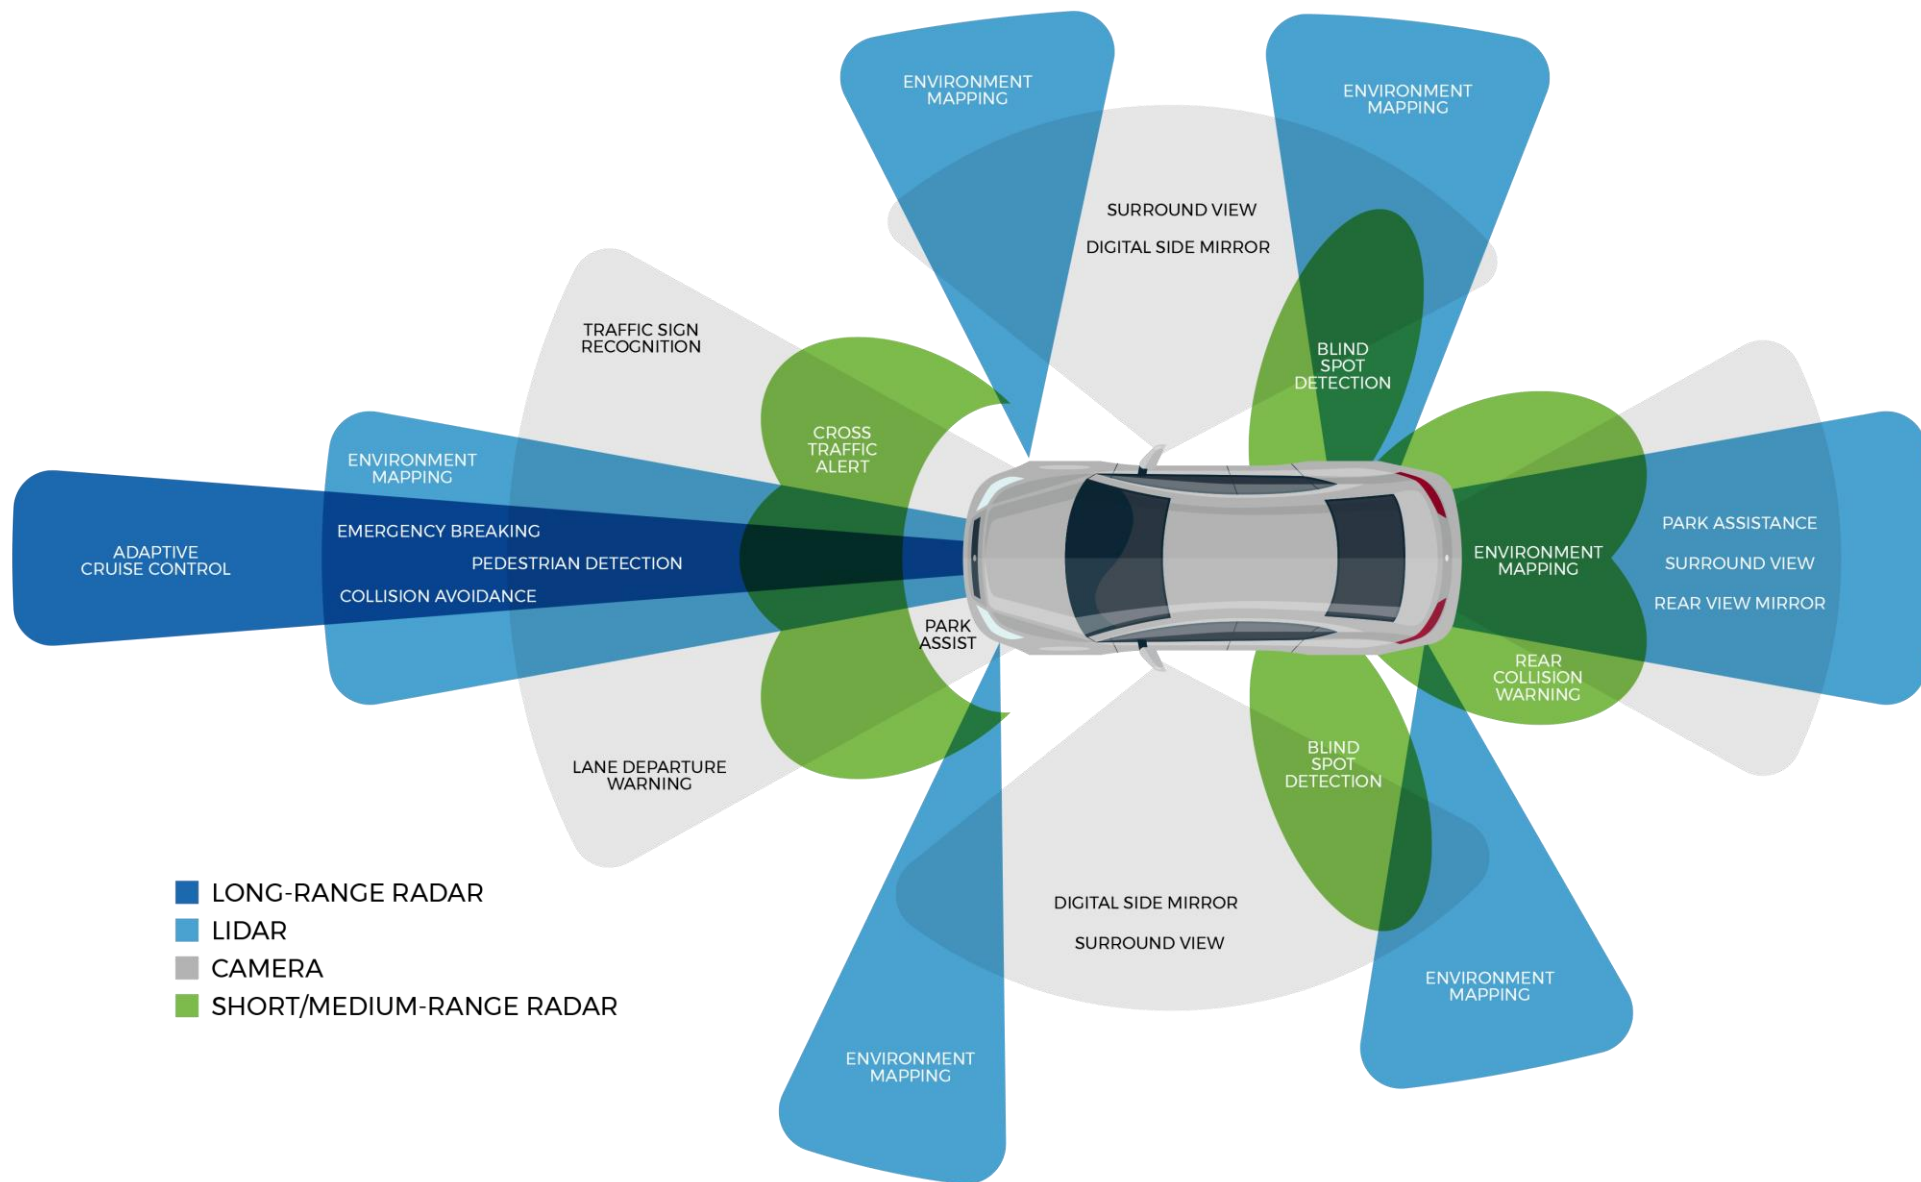 ENVIRONMENT
MAPPING
ENVIRONMENT
MAPPING
SURROUND VIEW
DIGITAL SIDE MIRROR
TRAFFIC SIGN
RECOGNITION
BLIND
SPOT
DETECTION
CROSS
TRAFFIC
ALERT
ENVIRONMENT
MAPPING
EMERGENCY BREAKING
ADAPTIVE
CRUISE CONTROL
PEDESTRIAN DETECTION
COLLISION AVOIDANCE
PARK
ASSIST
ENVIRONMENT
MAPPING
PARK ASSISTANCE
SURROUND VIEW
REAR VIEW MIRROR
REAR
COLLISION
WARNING
LANE DEPARTURE
WARNING
BLIND
SPOT
DETECTION
DIGITAL SIDE MIRROR
SURROUND VIEW
ENVIRONMENT
MAPPING
ENVIRONMENT
MAPPING
LONG-RANGE RADAR
LIDAR
CAMERA
SHORT/MEDIUM-RANGE RADAR